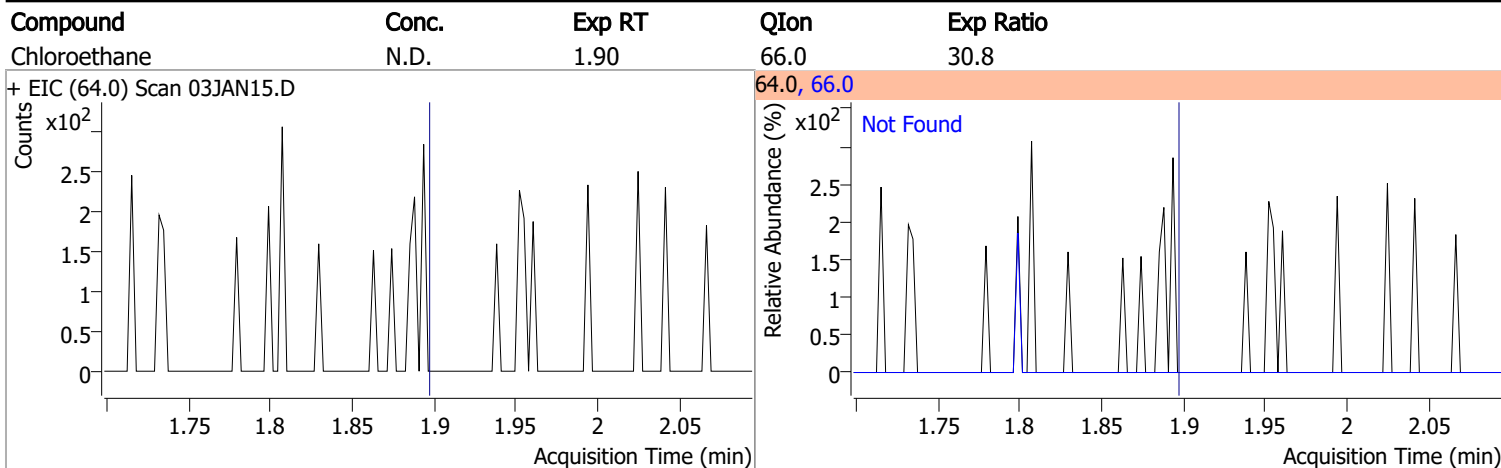 Compound Conc. Exp RT QIon Exp Ratio
Chloroethane N.D. 1.90 66.0 30.8
+ EIC (64.0) Scan 03JAN15.D
Counts
x10²
2.5
2
1.5
1
0.5
0
1.75 1.8 1.85 1.9 1.95 2 2.05
Acquisition Time (min)
64.0, 66.0
Relative Abundance (%)
x10²
Not Found
2.5
2
1.5
1
0.5
0
1.75 1.8 1.85 1.9 1.95 2 2.05
Acquisition Time (min)